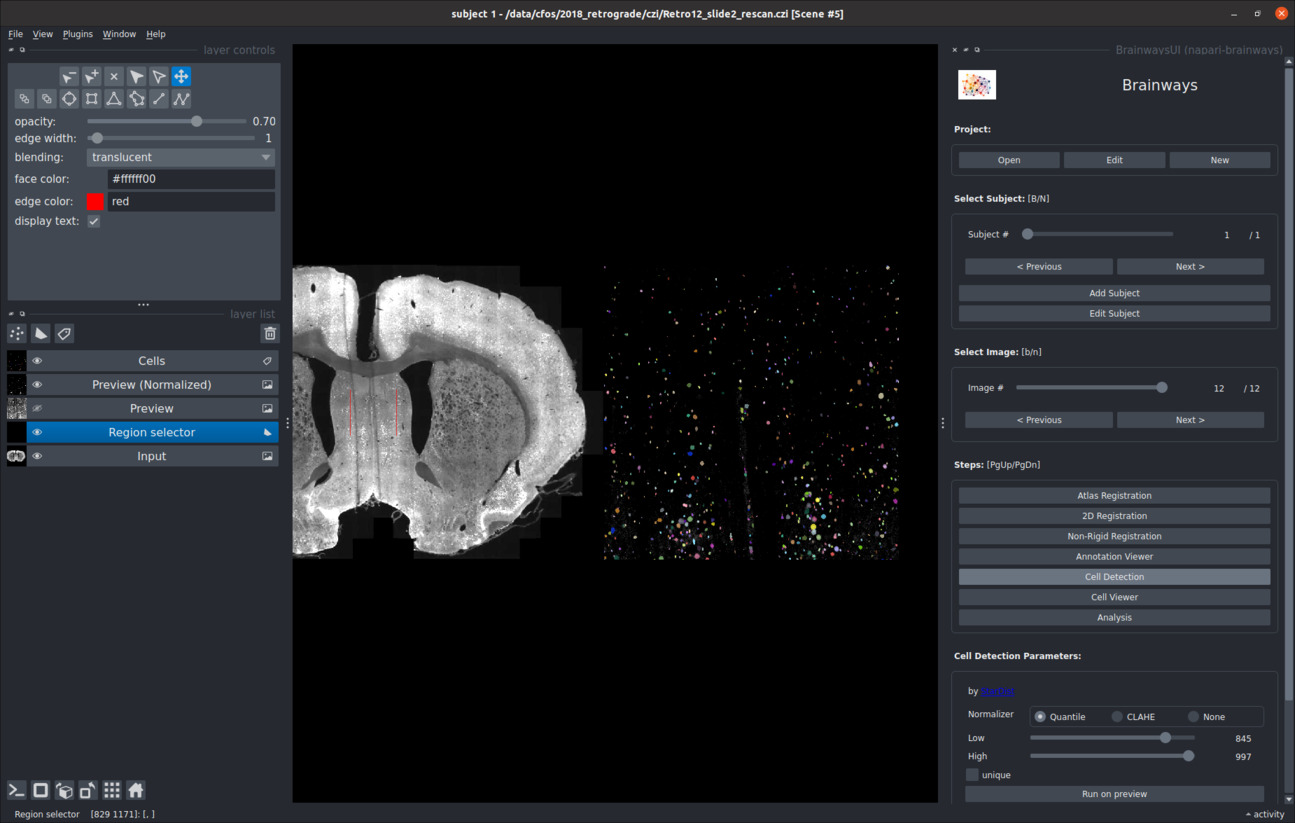 subject 1 - /data/cfos/2018_retrograde/czi/Retro12_slide2_rescan.czi [Scene #5]
File View Plugins Window Help
layer controls
opacity: 0.70
edge width: 1
blending: translucent
face color: #ffffff00
edge color: red
display text:
layer list
Cells
Preview (Normalized)
Preview
Region selector
Input
Region selector [829 1171]: [, ]
BrainwaysUI (napari-brainways)
Brainways
Project:
Open Edit New
Select Subject: [B/N]
Subject # 1 / 1
< Previous Next >
Add Subject
Edit Subject
Select Image: [b/n]
Image # 12 / 12
< Previous Next >
Steps: [PgUp/PgDn]
Atlas Registration
2D Registration
Non-Rigid Registration
Annotation Viewer
Cell Detection
Cell Viewer
Analysis
Cell Detection Parameters:
by StarDist
Normalizer Quantile CLAHE None
Low 845
High 997
unique
Run on preview
activity